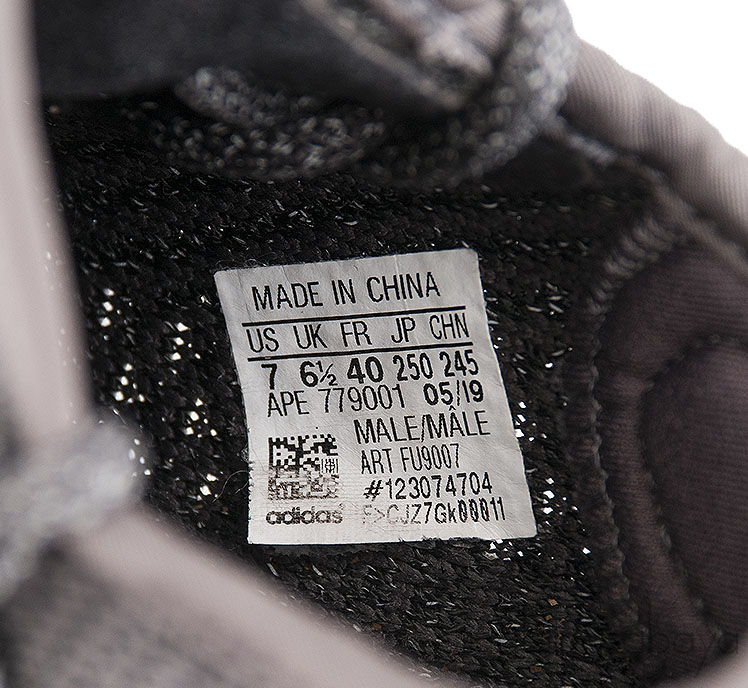 MADE IN CHINA
US UK FR JP CHN
7 6½ 40 250 245
APE 779001 05/19
MALE/MÂLE
ART FU9007
#123074704
adidas F>CJZ7Gk00011